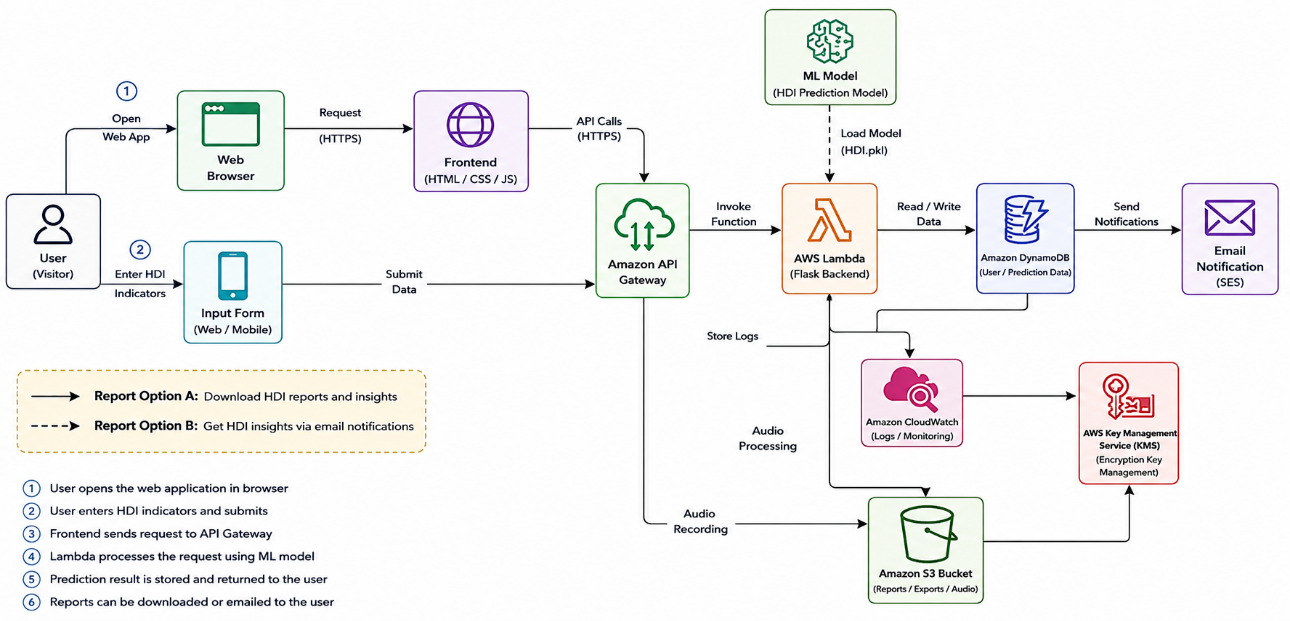 ML Model
(HDI Prediction Model)
1
Open
Web App
Web
Browser
Request
(HTTPS)
Frontend
(HTML / CSS / JS)
API Calls
(HTTPS)
Load Model
(HDI.pkl)
User
(Visitor)
2
Enter HDI
Indicators
Input Form
(Web / Mobile)
Submit
Data
Amazon API
Gateway
Invoke
Function
AWS Lambda
(Flask Backend)
Read / Write
Data
Amazon DynamoDB
(User / Prediction Data)
Send
Notifications
Email
Notification
(SES)
Store Logs
Amazon CloudWatch
(Logs / Monitoring)
AWS Key Management
Service (KMS)
(Encryption Key
Management)
Audio
Processing
Audio
Recording
Amazon S3 Bucket
(Reports / Exports / Audio)
Report Option A: Download HDI reports and insights
Report Option B: Get HDI insights via email notifications
1 User opens the web application in browser
2 User enters HDI indicators and submits
3 Frontend sends request to API Gateway
4 Lambda processes the request using ML model
5 Prediction result is stored and returned to the user
6 Reports can be downloaded or emailed to the user